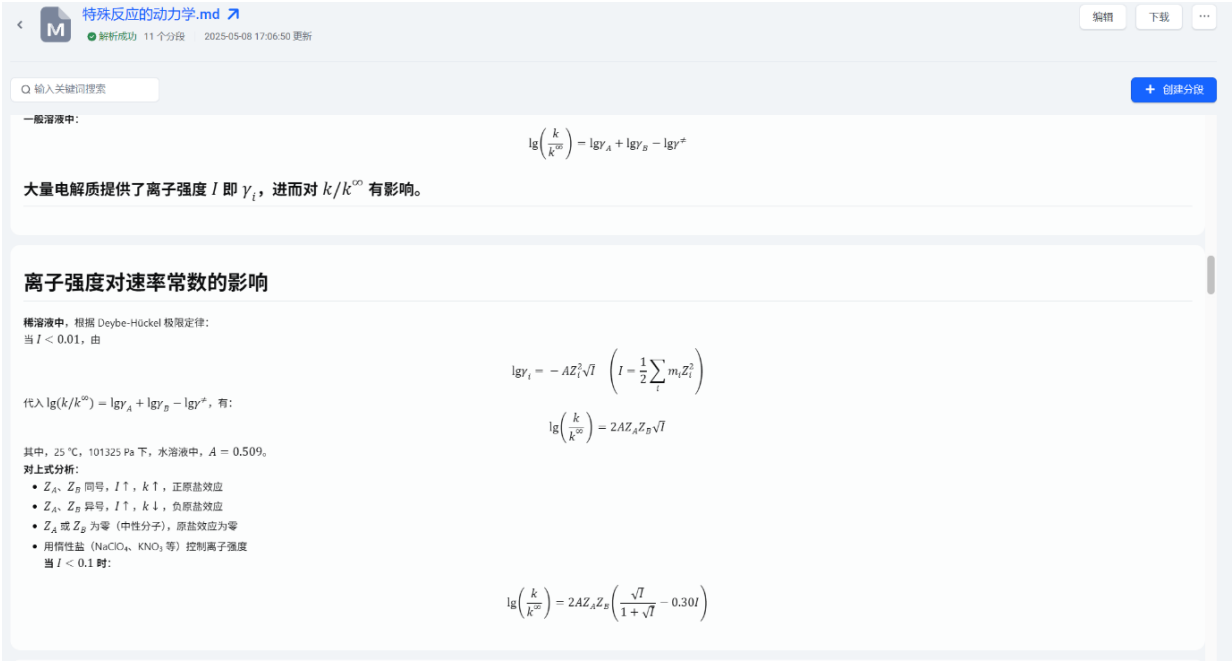 特殊反应的动力学.md
编辑
下载
解析成功 11 个分段 2025-05-08 17:06:50 更新
输入关键词搜索
+ 创建分段
一般溶液中:
lg(k/k^∞) = lgγ_A + lgγ_B − lgγ^≠
大量电解质提供了离子强度 I 即 γ_i，进而对 k/k^∞ 有影响。
离子强度对速率常数的影响
稀溶液中，根据 Deybe-Hückel 极限定律:
当 I < 0.01，由
lgγ_i = − AZ_i^2√I (I = 1/2 ∑_i m_i Z_i^2)
代入 lg(k/k^∞) = lgγ_A + lgγ_B − lgγ^≠，有:
lg(k/k^∞) = 2AZ_A Z_B√I
其中，25 ℃，101325 Pa 下，水溶液中，A = 0.509。
对上式分析:
• Z_A、Z_B 同号，I↑，k↑，正原盐效应
• Z_A、Z_B 异号，I↑，k↓，负原盐效应
• Z_A 或 Z_B 为零（中性分子），原盐效应为零
• 用惰性盐（NaClO₄、KNO₃ 等）控制离子强度
当 I < 0.1 时:
lg(k/k^∞) = 2AZ_A Z_B(√I/(1 + √I) − 0.30I)